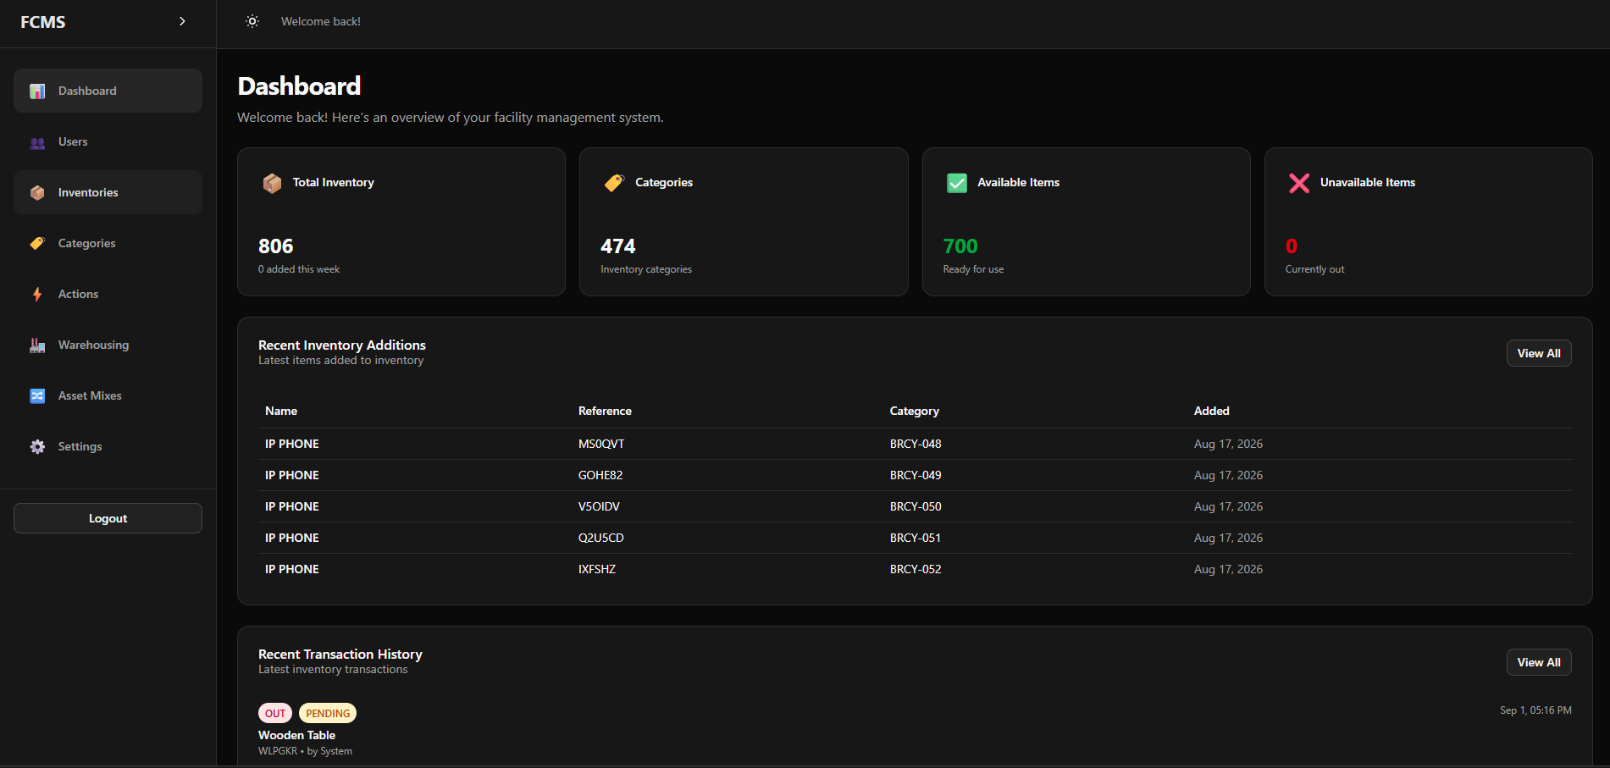 FCMS
Welcome back!
Dashboard
Users
Inventories
Categories
Actions
Warehousing
Asset Mixes
Settings
Logout
Dashboard
Welcome back! Here's an overview of your facility management system.
Total Inventory
806
0 added this week
Categories
474
Inventory categories
Available Items
700
Ready for use
Unavailable Items
0
Currently out
Recent Inventory Additions
Latest items added to inventory
View All
Name Reference Category Added
IP PHONE MS0QVT BRCY-048 Aug 17, 2026
IP PHONE GOHE82 BRCY-049 Aug 17, 2026
IP PHONE V5OIDV BRCY-050 Aug 17, 2026
IP PHONE Q2U5CD BRCY-051 Aug 17, 2026
IP PHONE IXFSHZ BRCY-052 Aug 17, 2026
Recent Transaction History
Latest inventory transactions
View All
OUT PENDING
Sep 1, 05:16 PM
Wooden Table
WLPGKR • by System